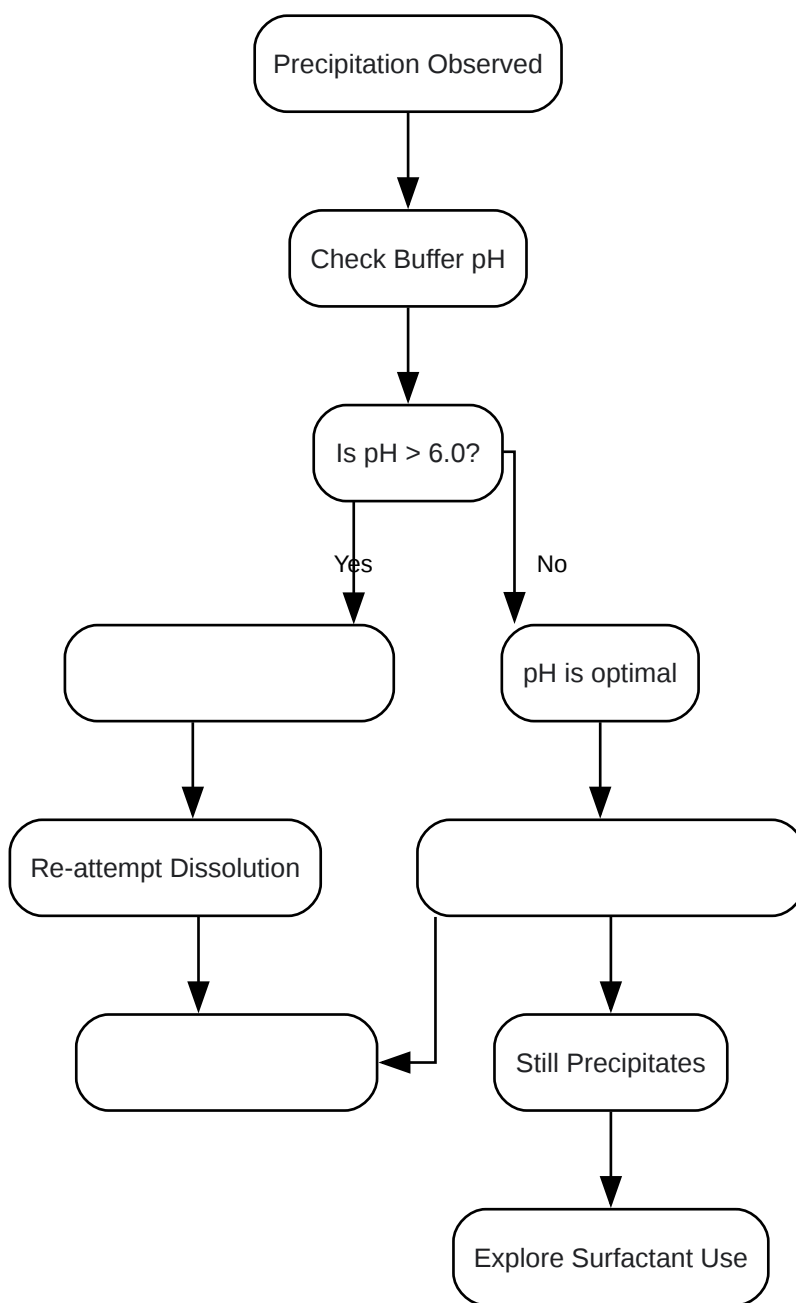 Precipitation Observed
Check Buffer pH
Is pH > 6.0?
Yes
No
pH is optimal
Re-attempt Dissolution
Still Precipitates
Explore Surfactant Use